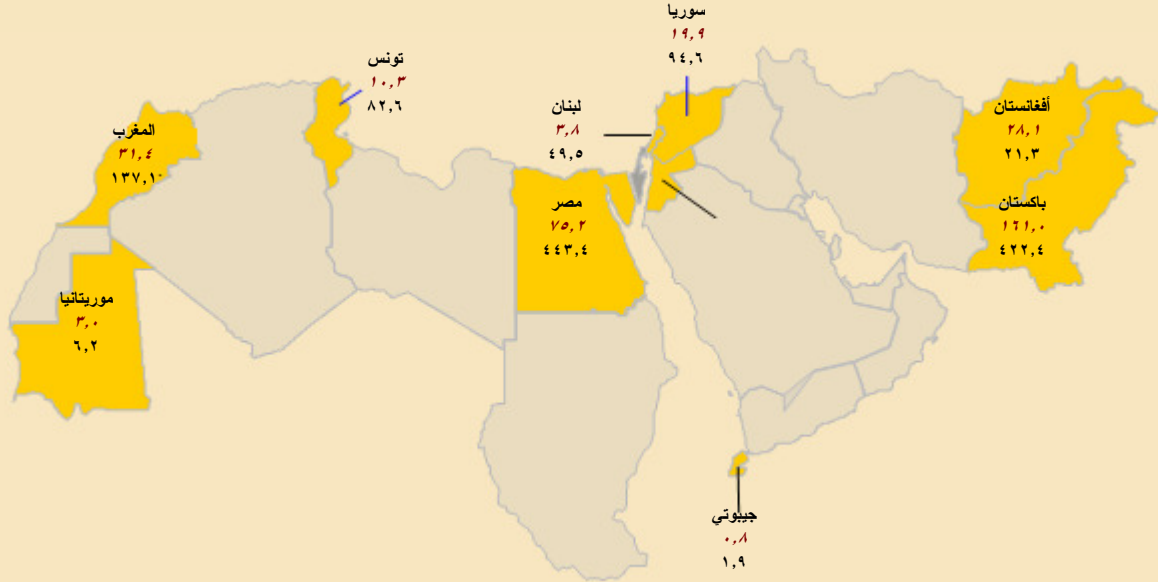 سوريا
١٩,٩
٩٤,٦
تونس
١٠,٣
٨٢,٦
لبنان
٣,٨
٤٩,٥
أفغانستان
٢٨,١
٢١,٣
المغرب
٣١,٤
١٣٧,١
مصر
٧٥,٢
٤٤٣,٤
باكستان
١٦١,٠
٤٢٢,٤
موريتانيا
٣,٠
٦,٢
جيبوتي
٠,٨
١,٩